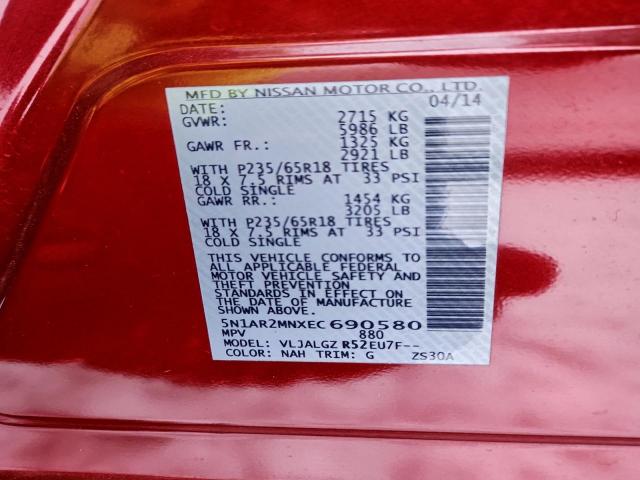 MFD BY NISSAN MOTOR CO., LTD.
DATE: 04/14
GVWR: 2715 KG
5986 LB
GAWR FR.: 1325 KG
2921 LB
WITH P235/65R18 TIRES
18 X 7.5 RIMS AT 33 PSI
COLD SINGLE
GAWR RR.: 1454 KG
3205 LB
WITH P235/65R18 TIRES
18 X 7.5 RIMS AT 33 PSI
COLD SINGLE
THIS VEHICLE CONFORMS TO
ALL APPLICABLE FEDERAL
MOTOR VEHICLE SAFETY AND
THEFT PREVENTION
STANDARDS IN EFFECT ON
THE DATE OF MANUFACTURE
SHOWN ABOVE.
5N1AR2MNXEC690580
MPV 880
MODEL: VLJALGZ R52EU7F--
COLOR: NAH TRIM: G ZS30A